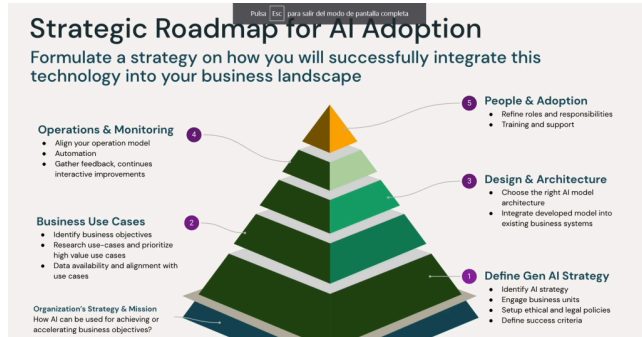 Pulsa Esc para salir del modo de pantalla completa
Strategic Roadmap for AI Adoption
Formulate a strategy on how you will successfully integrate this
technology into your business landscape
5
People & Adoption
Refine roles and responsibilities
Training and support
Operations & Monitoring
4
Align your operation model
Automation
Gather feedback, continues
interactive improvements
3
Design & Architecture
Choose the right AI model
architecture
Integrate developed model into
existing business systems
Business Use Cases
2
Identify business objectives
Research use-cases and prioritize
high value use cases
Data availability and alignment with
use cases
1
Define Gen AI Strategy
Identify AI strategy
Engage business units
Setup ethical and legal policies
Define success criteria
Organization's Strategy & Mission
How AI can be used for achieving or
accelerating business objectives?